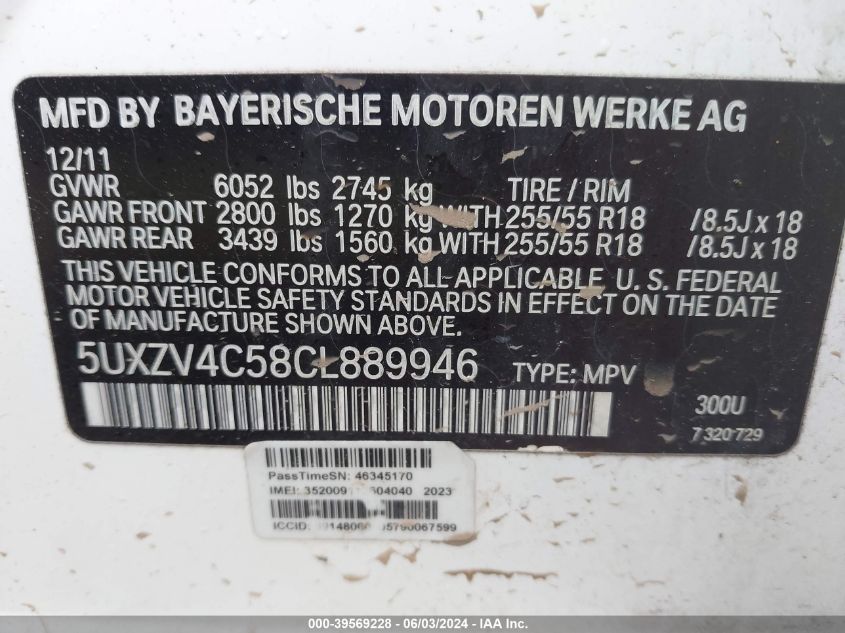 MFD BY BAYERISCHE MOTOREN WERKE AG
12/11
GVWR 6052 lbs 2745 kg TIRE / RIM
GAWR FRONT 2800 lbs 1270 kg WITH 255/55 R18 /8.5J x 18
GAWR REAR 3439 lbs 1560 kg WITH 255/55 R18 /8.5J x 18
THIS VEHICLE CONFORMS TO ALL APPLICABLE U. S. FEDERAL
MOTOR VEHICLE SAFETY STANDARDS IN EFFECT ON THE DATE
OF MANUFACTURE SHOWN ABOVE.
5UXZV4C58CL889946 TYPE: MPV
300U
7 320 729
PassTimeSN: 46345170
IMEI: 2023
ICCID:
000-39569228 - 06/03/2024 - IAA Inc.